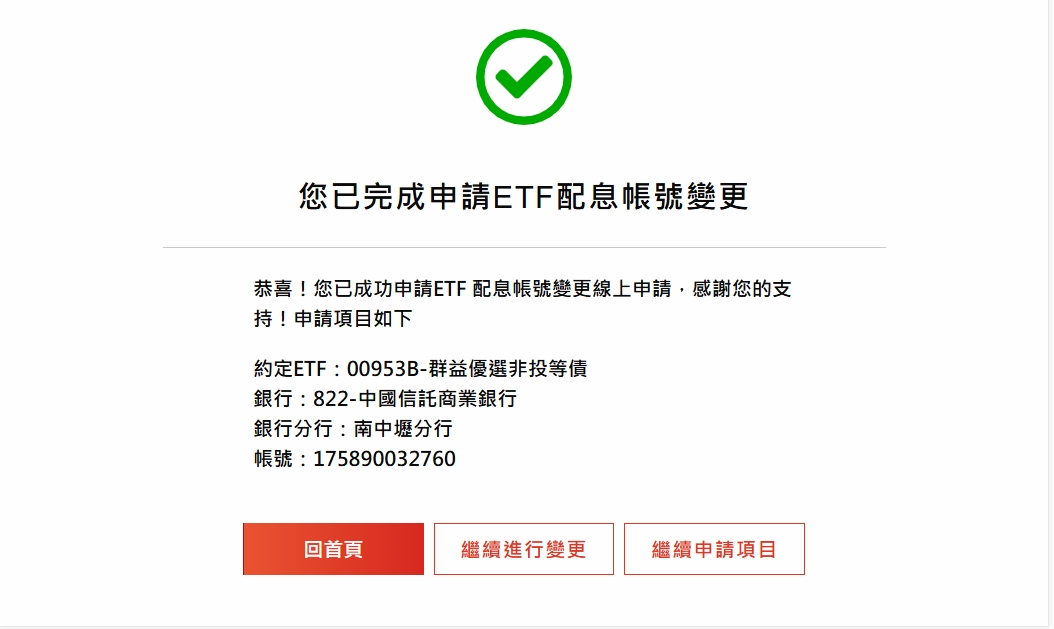 您已完成申請ETF配息帳號變更
恭喜！您已成功申請ETF 配息帳號變更線上申請，感謝您的支
持！申請項目如下
約定ETF：00953B-群益優選非投等債
銀行：822-中國信託商業銀行
銀行分行：南中壢分行
帳號：175890032760
回首頁
繼續進行變更
繼續申請項目